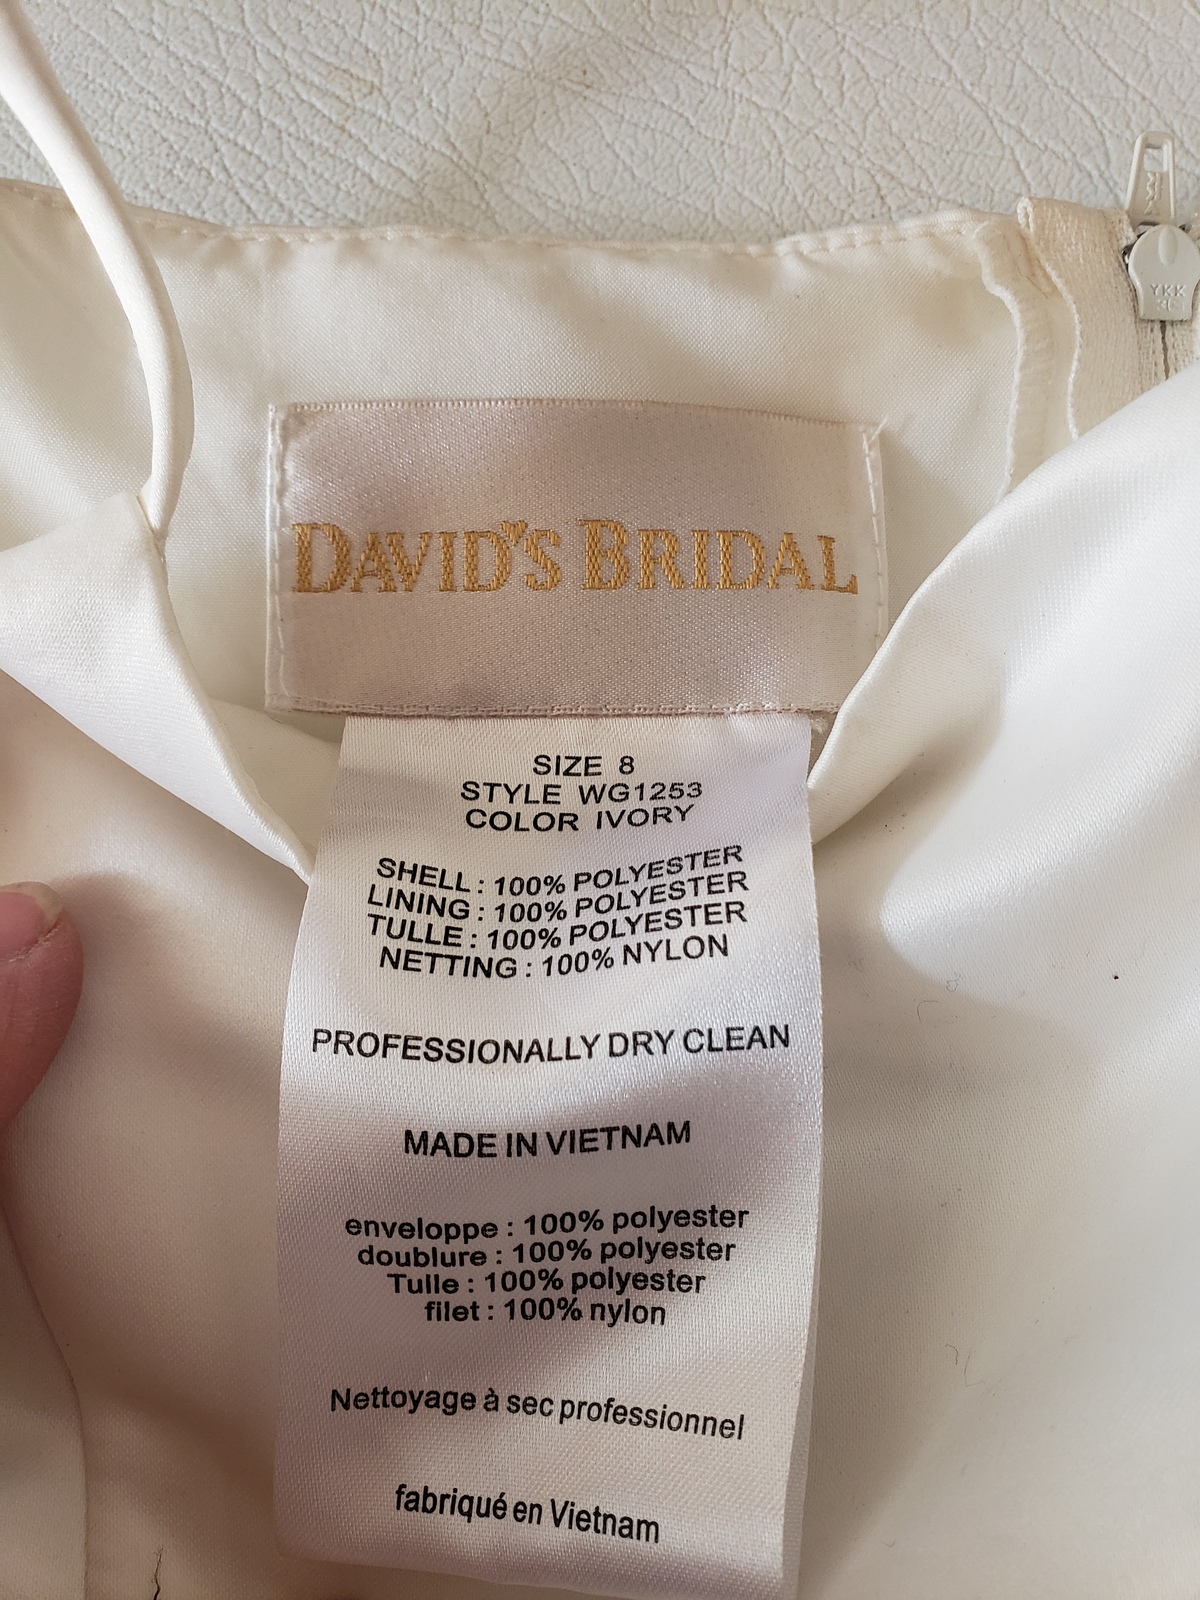 YKK
DAVID'S BRIDAL
SIZE 8
STYLE WG1253
COLOR IVORY
SHELL : 100% POLYESTER
LINING : 100% POLYESTER
TULLE : 100% POLYESTER
NETTING : 100% NYLON
PROFESSIONALLY DRY CLEAN
MADE IN VIETNAM
enveloppe : 100% polyester
doublure : 100% polyester
Tulle : 100% polyester
filet : 100% nylon
Nettoyage à sec professionnel
fabriqué en Vietnam